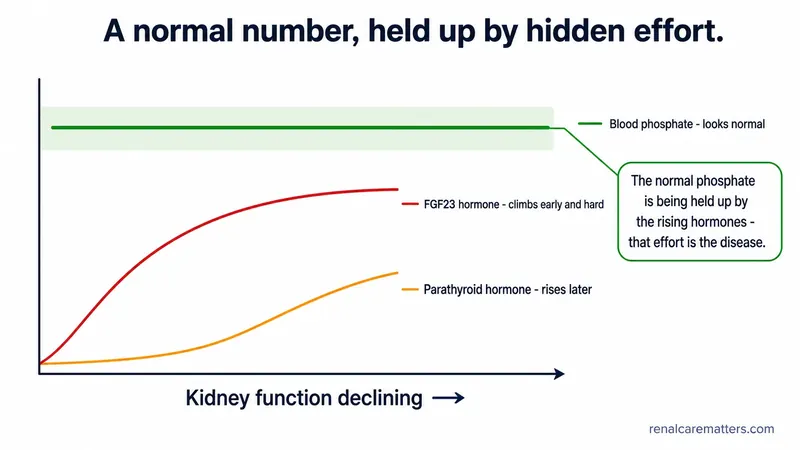 A normal number, held up by hidden effort.
Blood phosphate - looks normal
The normal phosphate
is being held up by
the rising hormones -
that effort is the disease.
FGF23 hormone - climbs early and hard
Parathyroid hormone - rises later
Kidney function declining →
renalcarematters.com